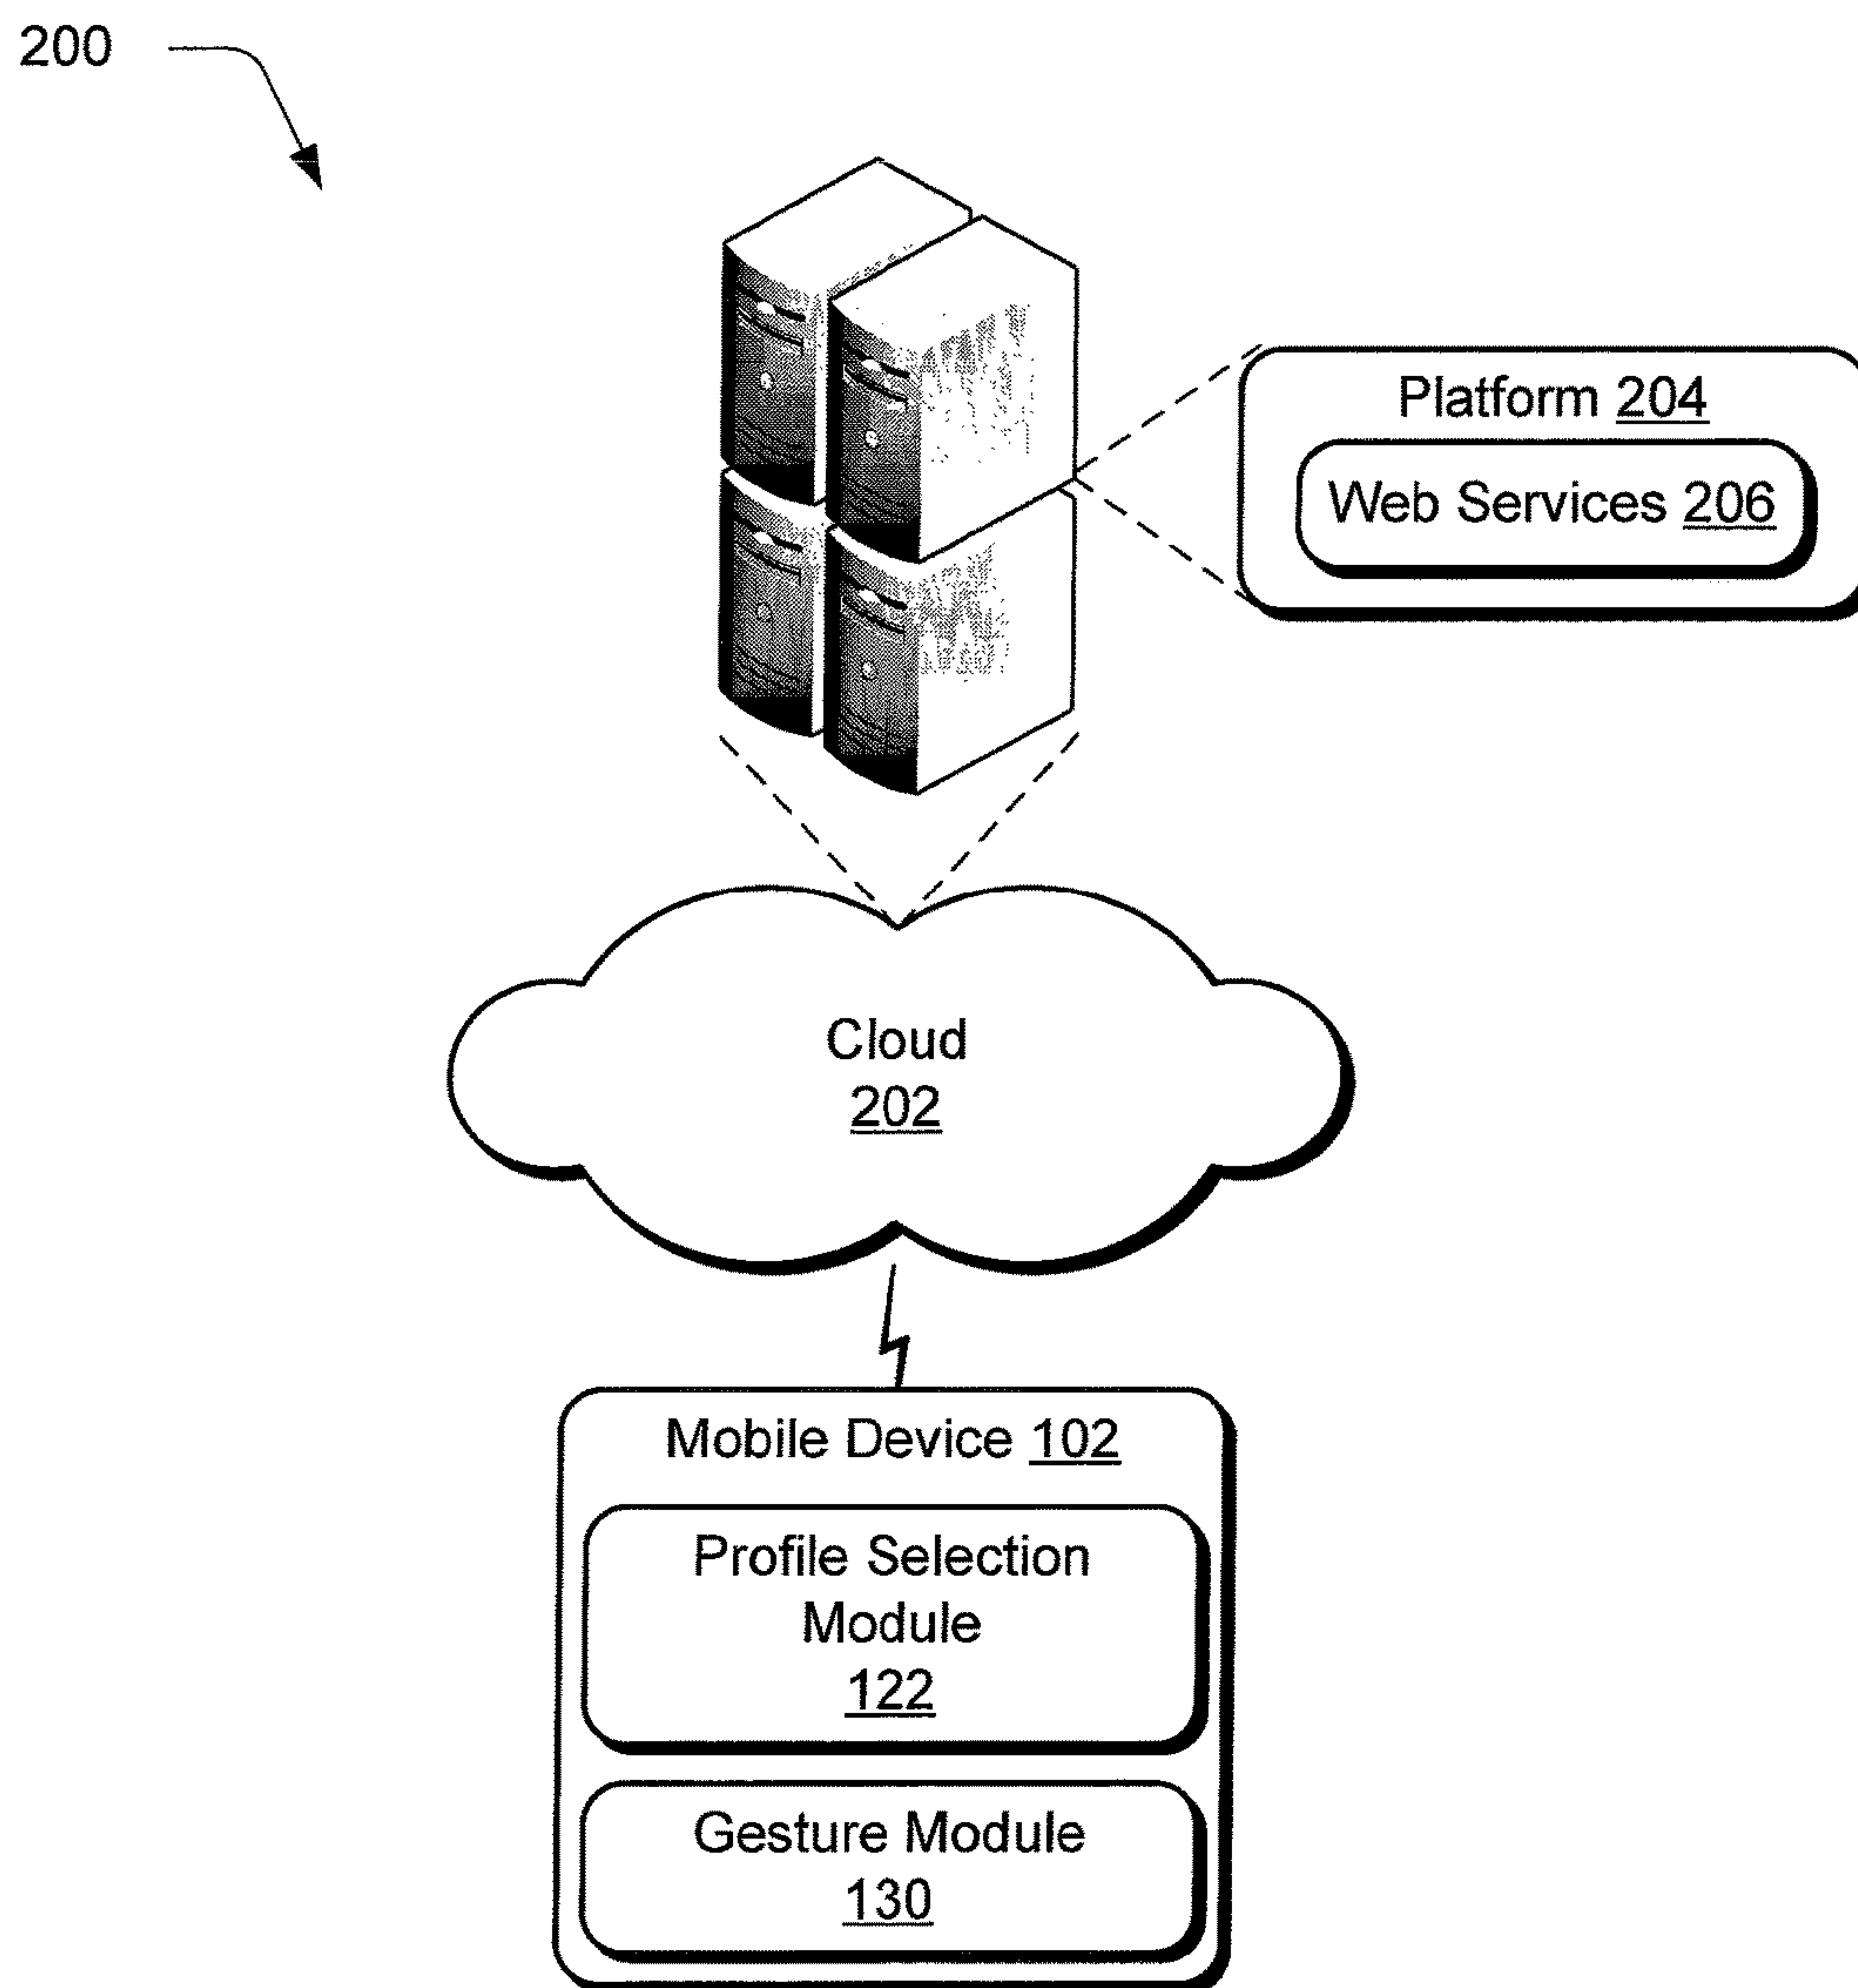 200
Platform 204
Web Services 206
Cloud
202
Mobile Device 102
Profile Selection
Module
122
Gesture Module
130